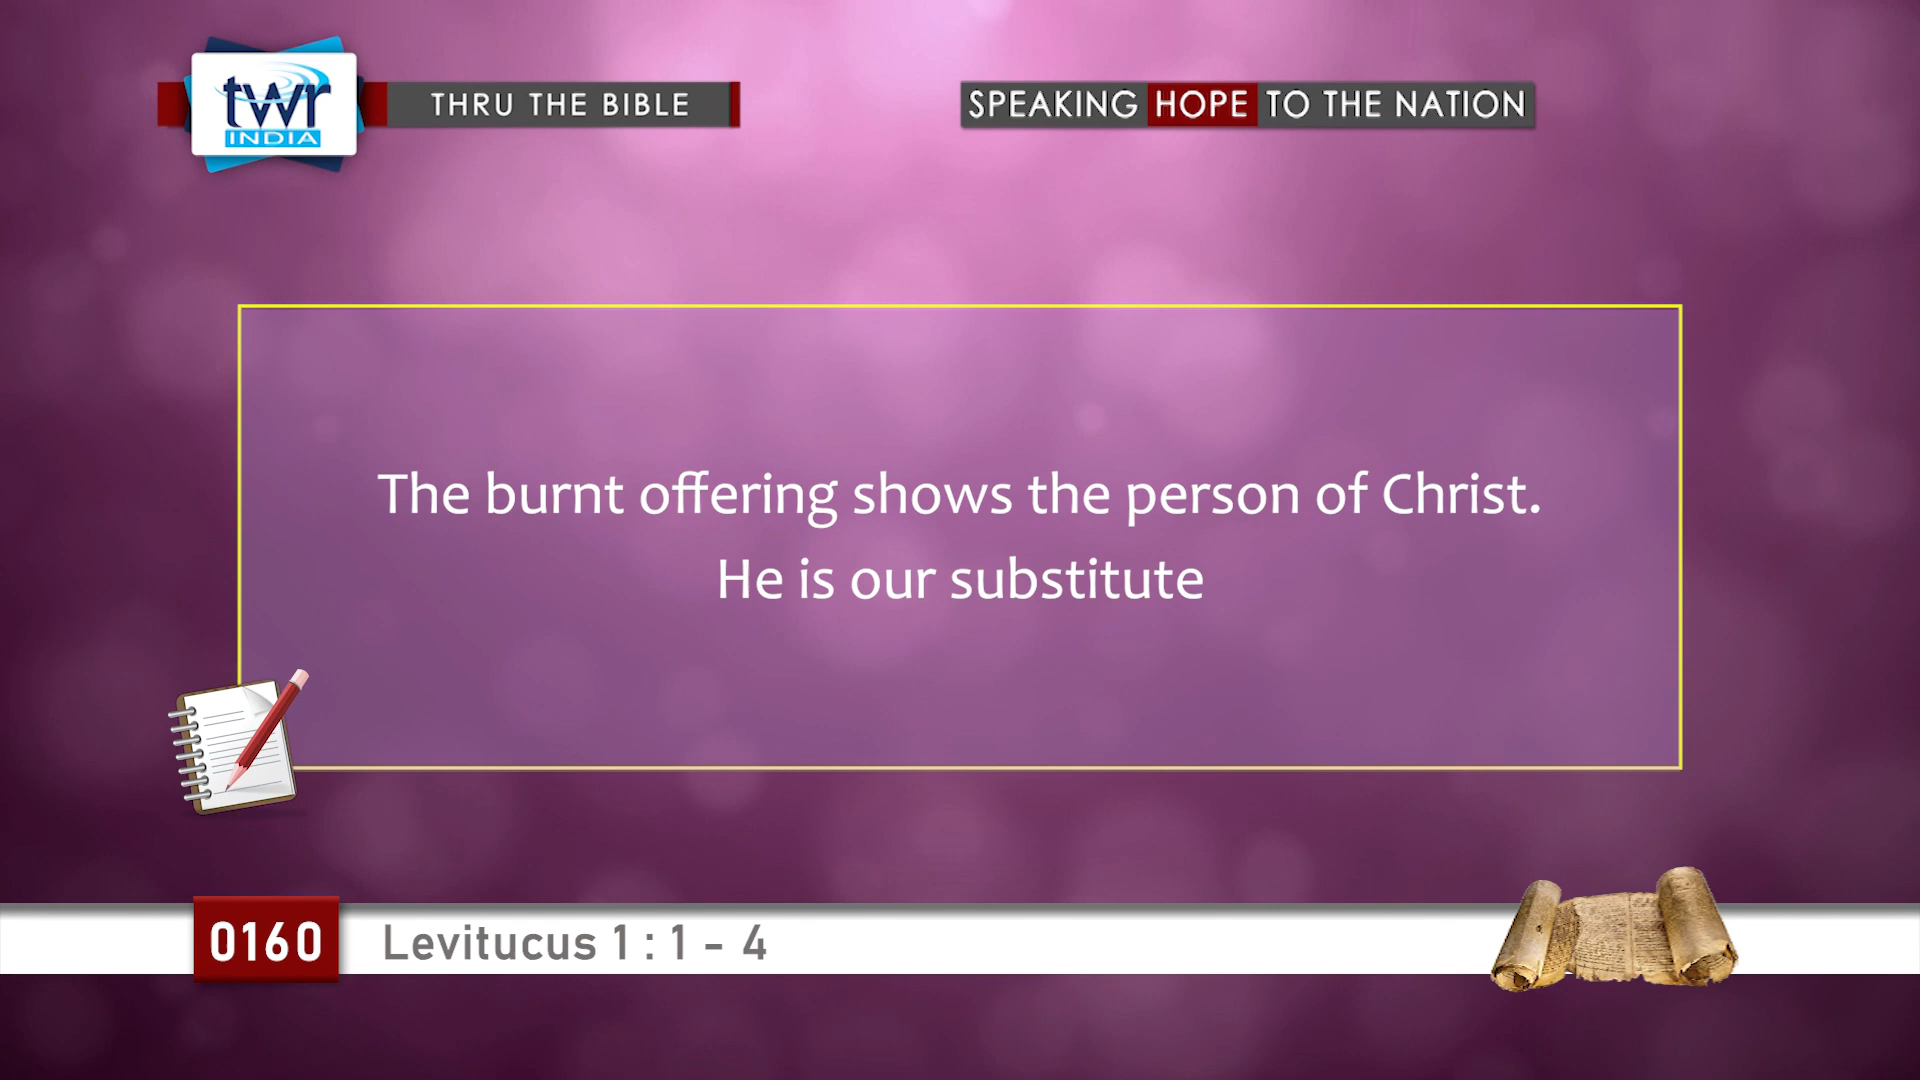 twr
INDIA
THRU THE BIBLE
SPEAKING HOPE TO THE NATION
The burnt offering shows the person of Christ.
He is our substitute
0160
Levitucus 1 : 1 - 4